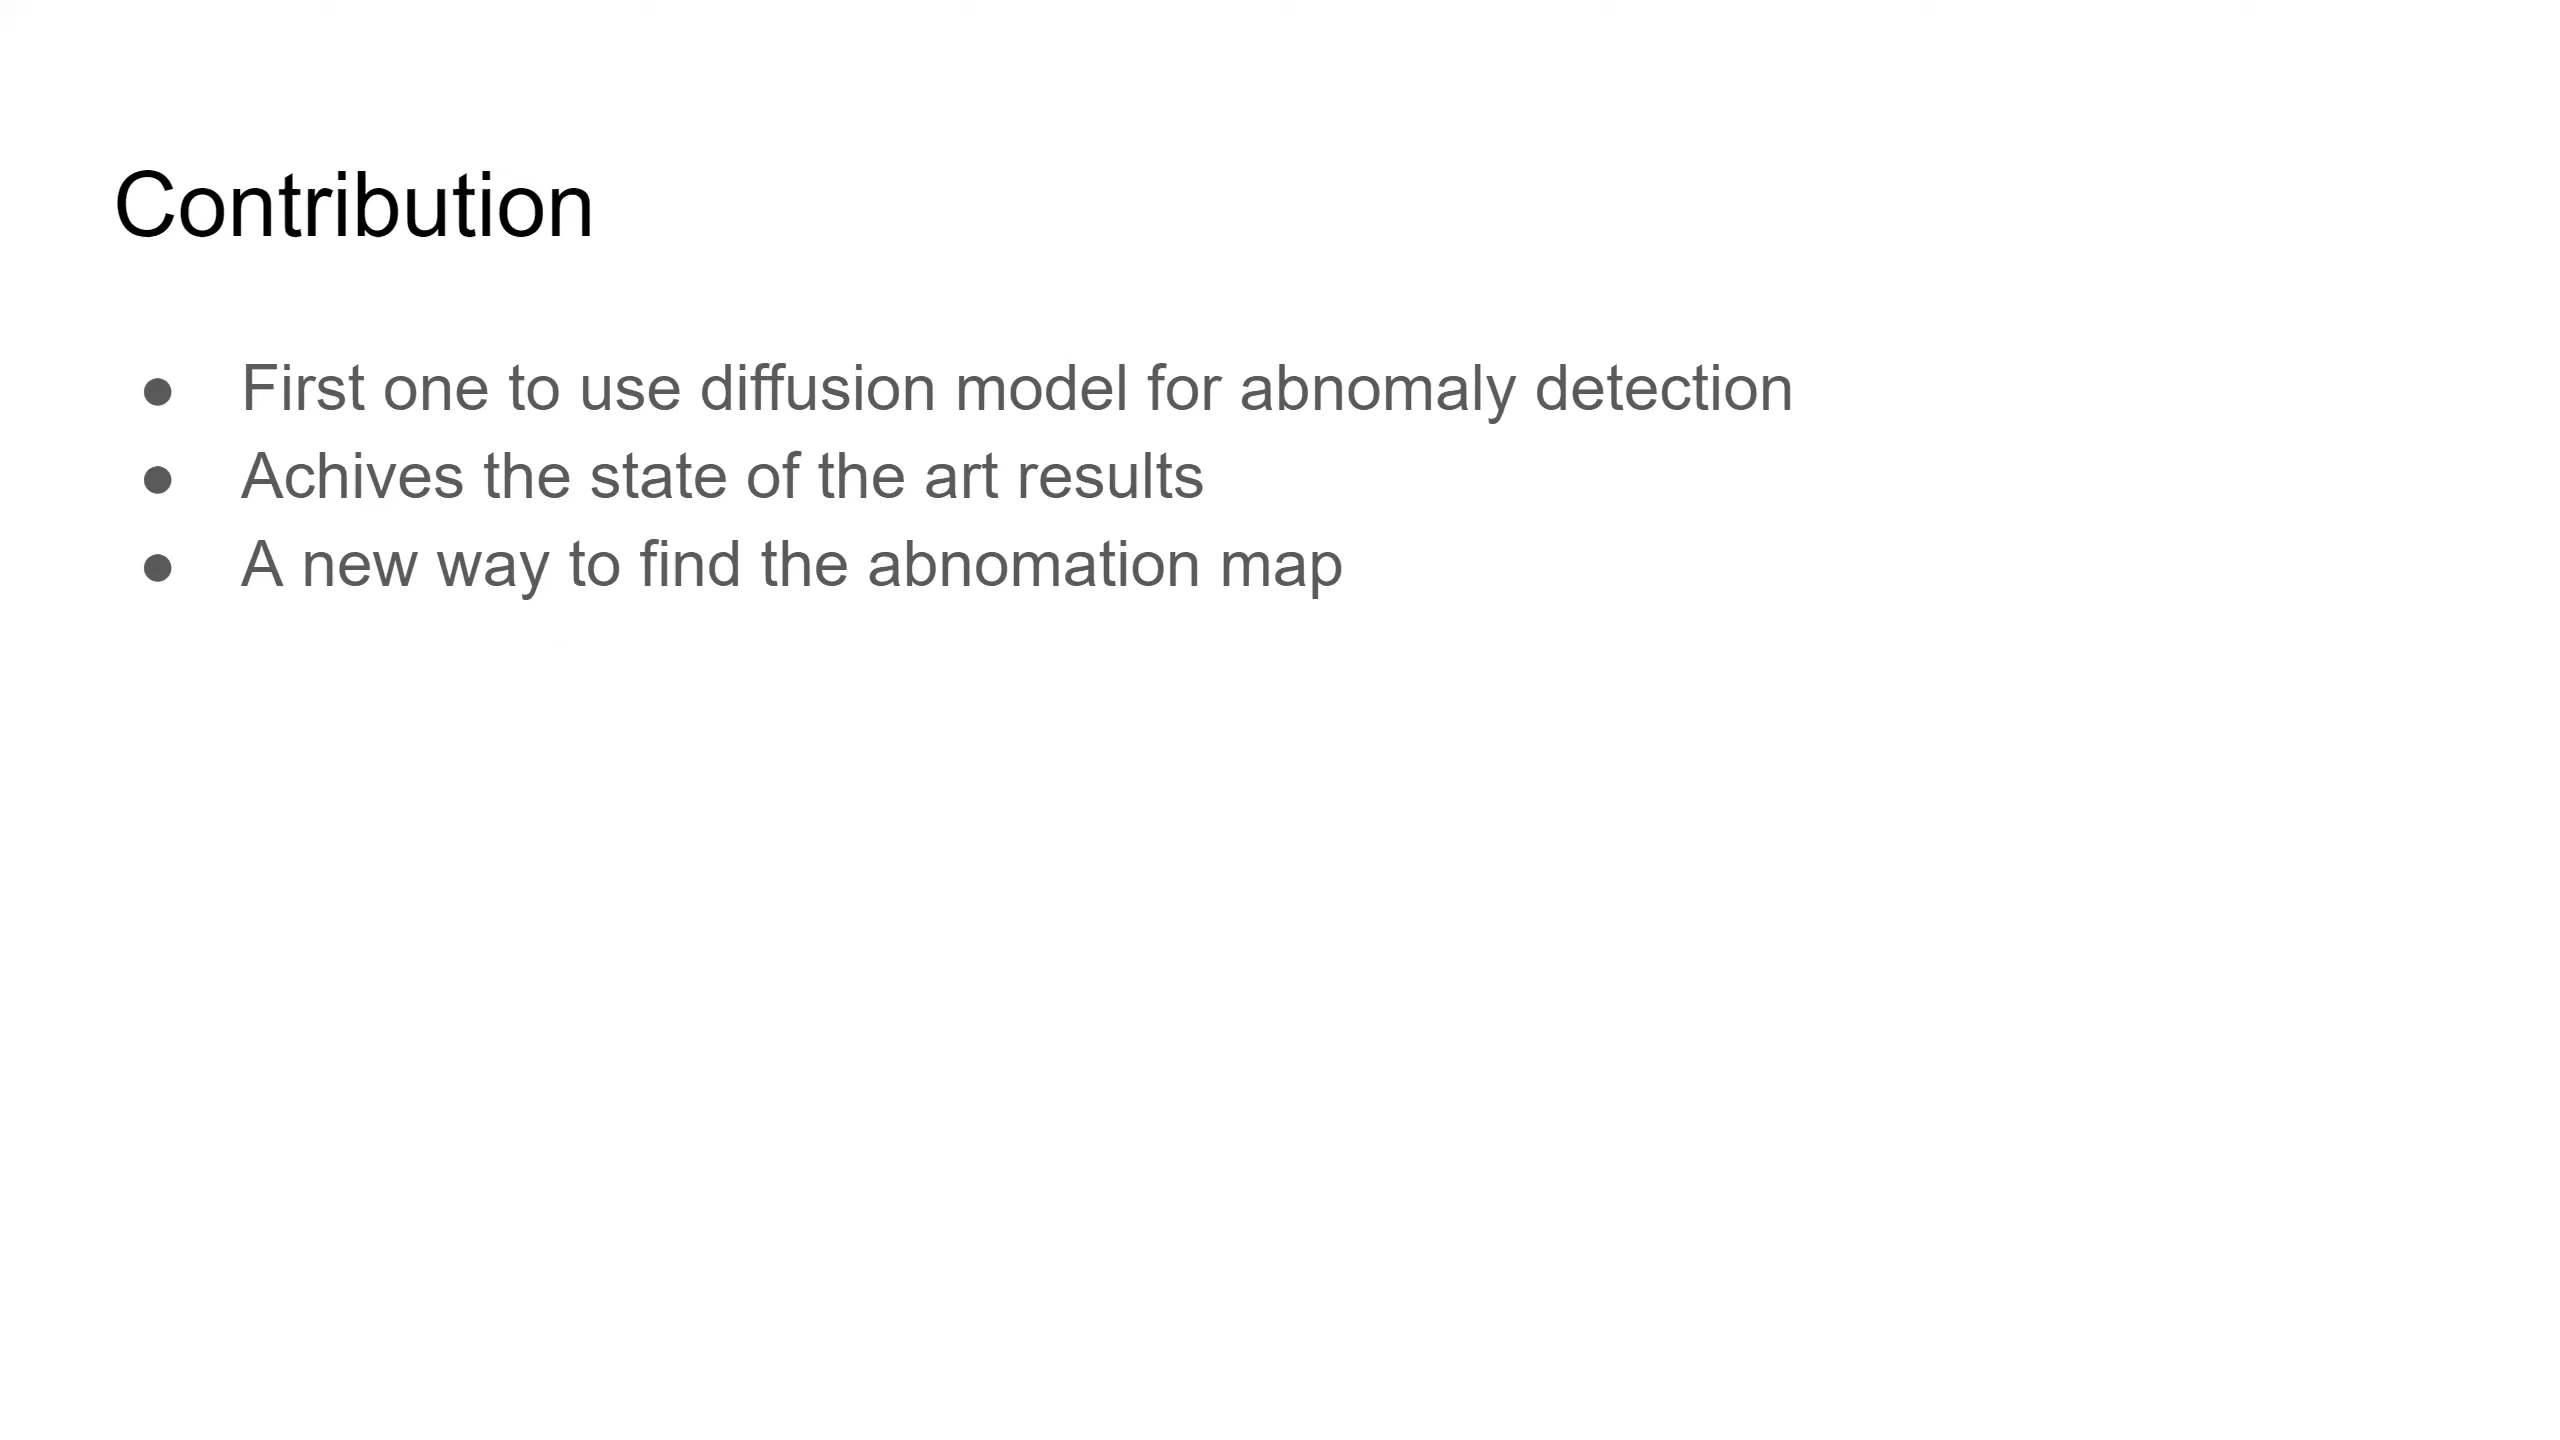 Contribution
● First one to use diffusion model for abnomaly detection
● Achives the state of the art results
● A new way to find the abnomation map